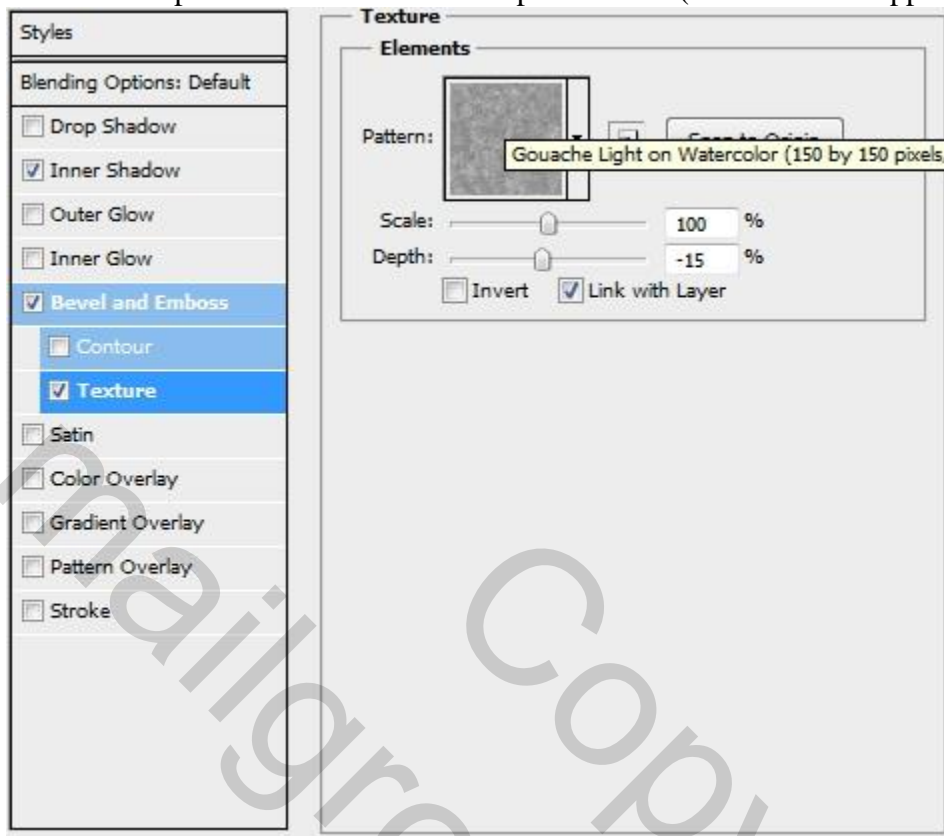 Styles
Blending Options: Default
Drop Shadow
Inner Shadow
Outer Glow
Inner Glow
Bevel and Emboss
Contour
Texture
Satin
Color Overlay
Gradient Overlay
Pattern Overlay
Stroke
Texture
Elements
Pattern:
Gouache Light on Watercolor (150 by 150 pixels,
Scale: 100 %
Depth: -15 %
Invert Link with Layer